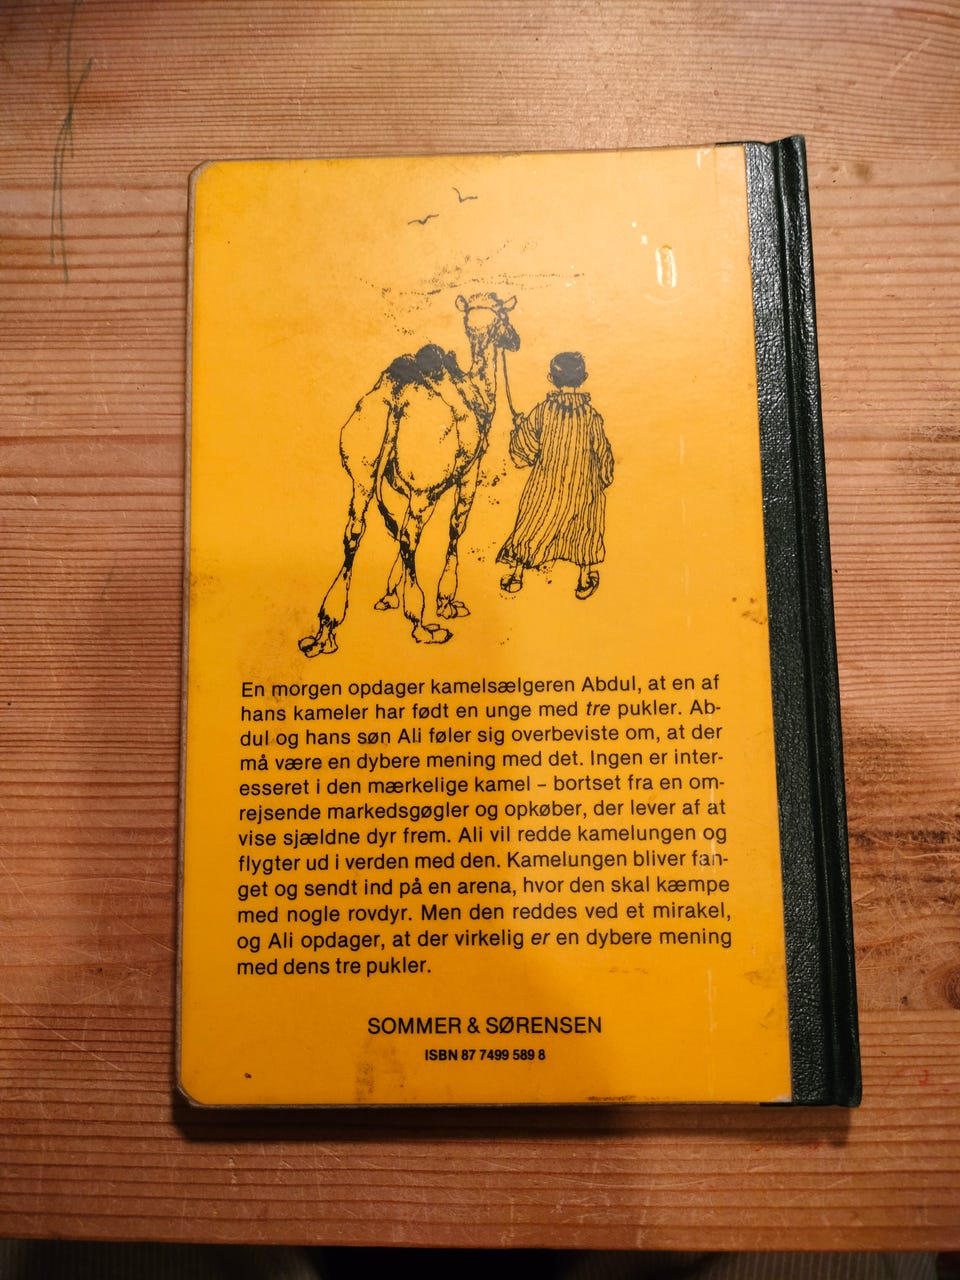 En morgen opdager kamelsælgeren Abdul, at en af
hans kameler har født en unge med tre pukler. Ab-
dul og hans søn Ali føler sig overbeviste om, at der
må være en dybere mening med det. Ingen er inter-
esseret i den mærkelige kamel – bortset fra en om-
rejsende markedsgøgler og opkøber, der lever af at
vise sjældne dyr frem. Ali vil redde kamelungen og
flygter ud i verden med den. Kamelungen bliver fan-
get og sendt ind på en arena, hvor den skal kæmpe
med nogle rovdyr. Men den reddes ved et mirakel,
og Ali opdager, at der virkelig er en dybere mening
med dens tre pukler.
SOMMER & SØRENSEN
ISBN 87 7499 589 8